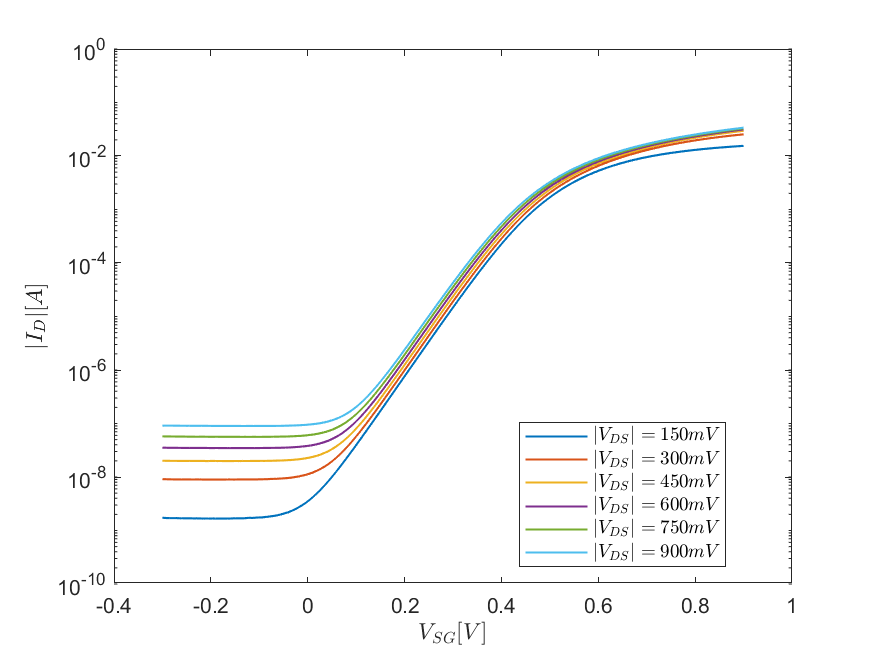 10^0
10^-2
10^-4
10^-6
10^-8
10^-10
|I_D|[A]
|V_DS| = 150mV
|V_DS| = 300mV
|V_DS| = 450mV
|V_DS| = 600mV
|V_DS| = 750mV
|V_DS| = 900mV
-0.4 -0.2 0 0.2 0.4 0.6 0.8 1
V_SG[V]